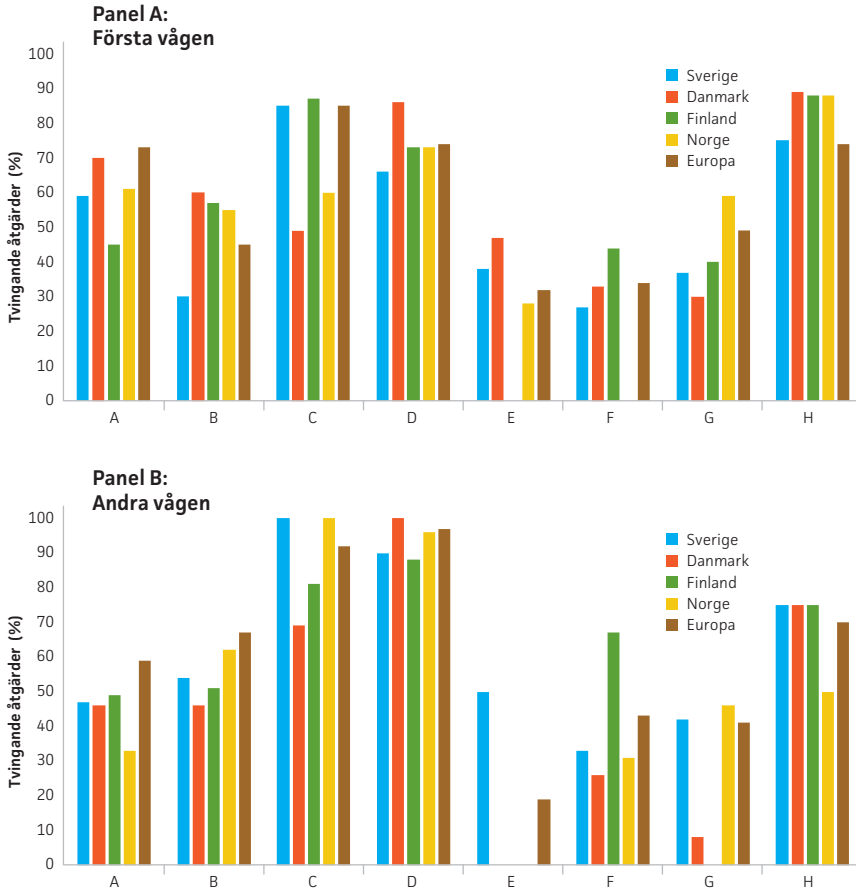 Panel A:
Första vågen
Tvingande åtgärder (%)
100
90
80
70
60
50
40
30
20
10
0
Sverige
Danmark
Finland
Norge
Europa
A B C D E F G H
Panel B:
Andra vågen
Tvingande åtgärder (%)
100
90
80
70
60
50
40
30
20
10
0
Sverige
Danmark
Finland
Norge
Europa
A B C D E F G H